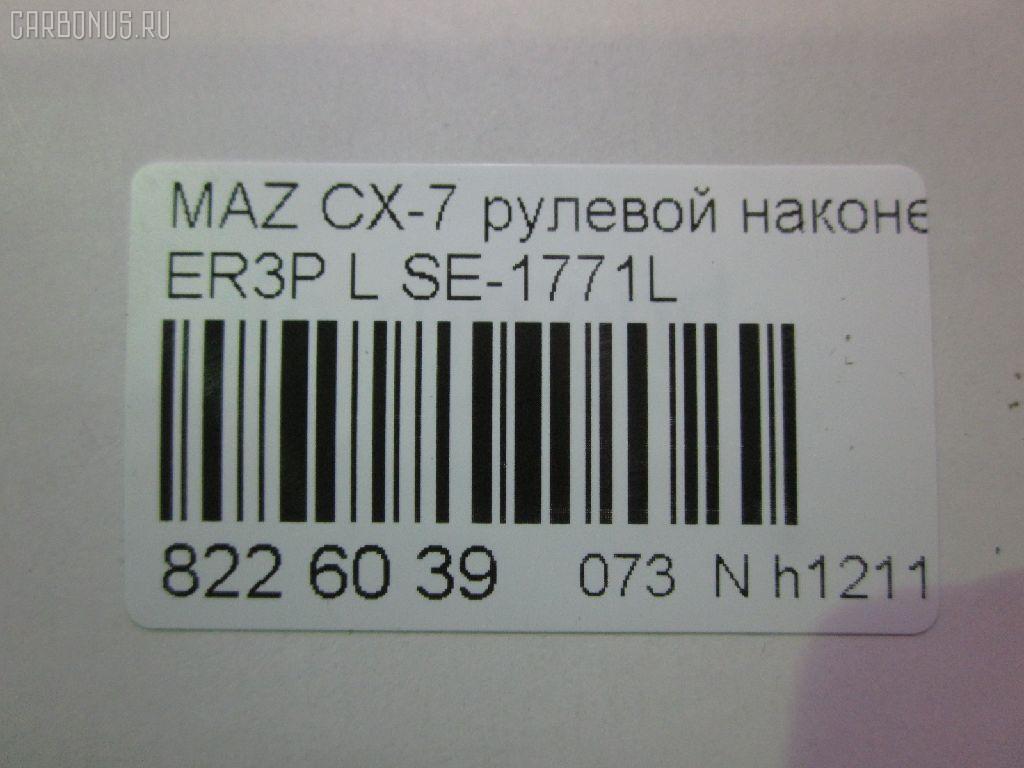 CARBONUS.RU
MAZ CX-7 рулевой наконе
ER3P L SE-1771L
822 60 39 073 N h1211